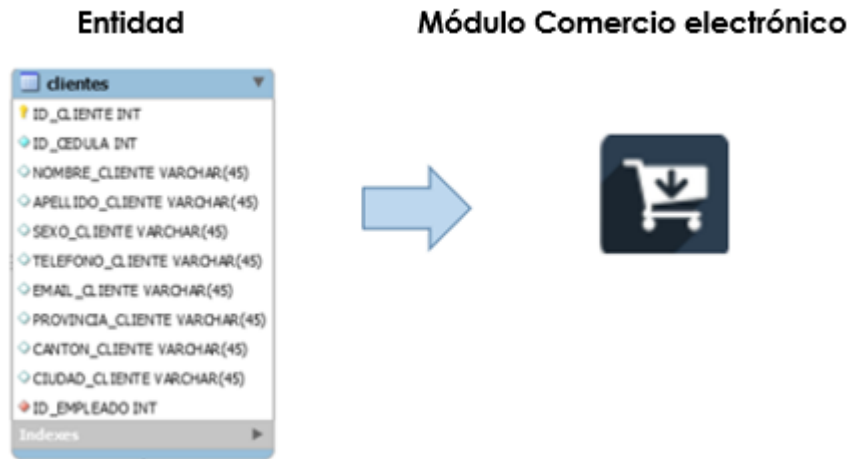 Entidad
Módulo Comercio electrónico
clientes
ID_CLIENTE INT
ID_CEDULA INT
NOMBRE_CLIENTE VARCHAR(45)
APELLIDO_CLIENTE VARCHAR(45)
SEXO_CLIENTE VARCHAR(45)
TELEFONO_CLIENTE VARCHAR(45)
EMAIL_CLIENTE VARCHAR(45)
PROVINCIA_CLIENTE VARCHAR(45)
CANTON_CLIENTE VARCHAR(45)
CIUDAD_CLIENTE VARCHAR(45)
ID_EMPLEADO INT
Indexes